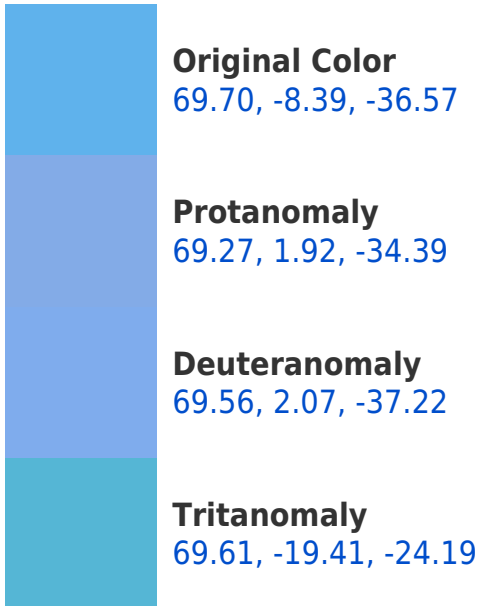 Original Color
69.70, -8.39, -36.57
Protanomaly
69.27, 1.92, -34.39
Deuteranomaly
69.56, 2.07, -37.22
Tritanomaly
69.61, -19.41, -24.19